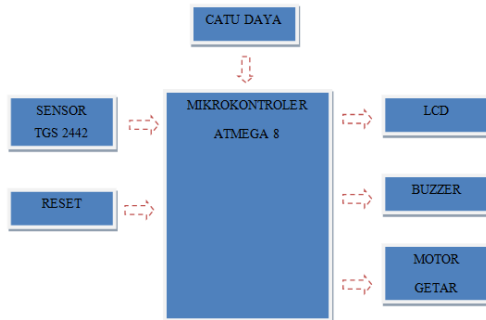 CATU DAYA
SENSOR
TGS 2442
MIKROKONTROLER
ATMEGA 8
LCD
RESET
BUZZER
MOTOR
GETAR